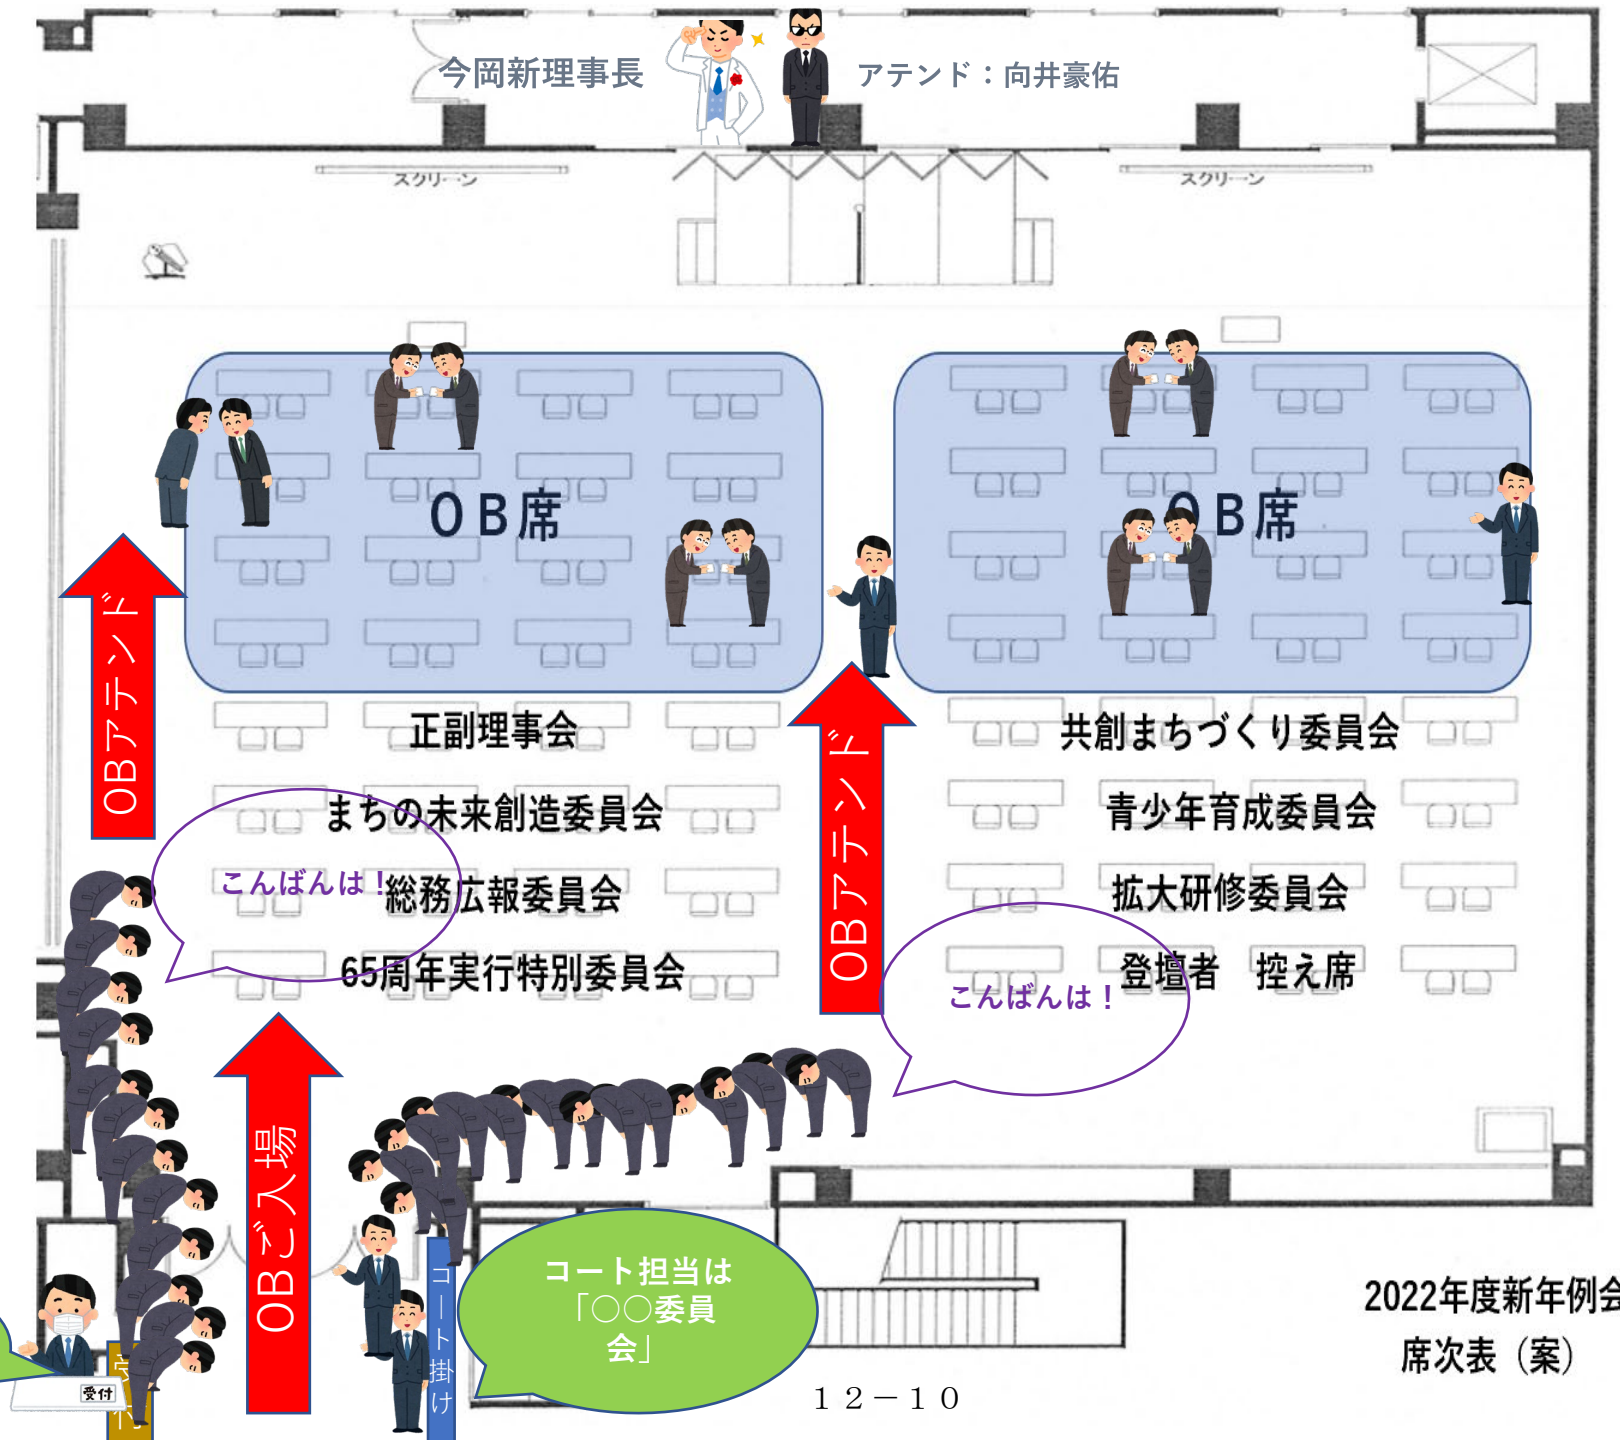 今岡新理事長
アテンド：向井豪佑
スクリーン
スクリーン
OB席
OB席
OBアテンド
OBアテンド
正副理事会
共創まちづくり委員会
まちの未来創造委員会
青少年育成委員会
こんばんは！
総務広報委員会
拡大研修委員会
65周年実行特別委員会
登壇者　控え席
こんばんは！
OBご入場
コート掛け
コート担当は
「〇〇委員
会」
受付
受付
2022年度新年例会
席次表（案）
１２－１０